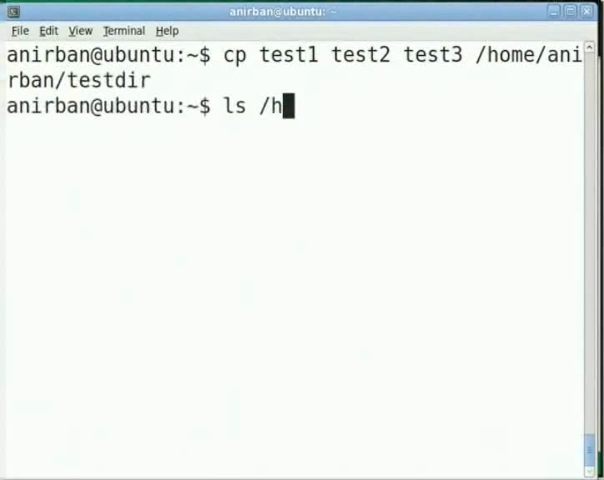 anirban@ubuntu: ~
File Edit View Terminal Help
anirban@ubuntu:~$ cp test1 test2 test3 /home/ani
rban/testdir
anirban@ubuntu:~$ ls /h